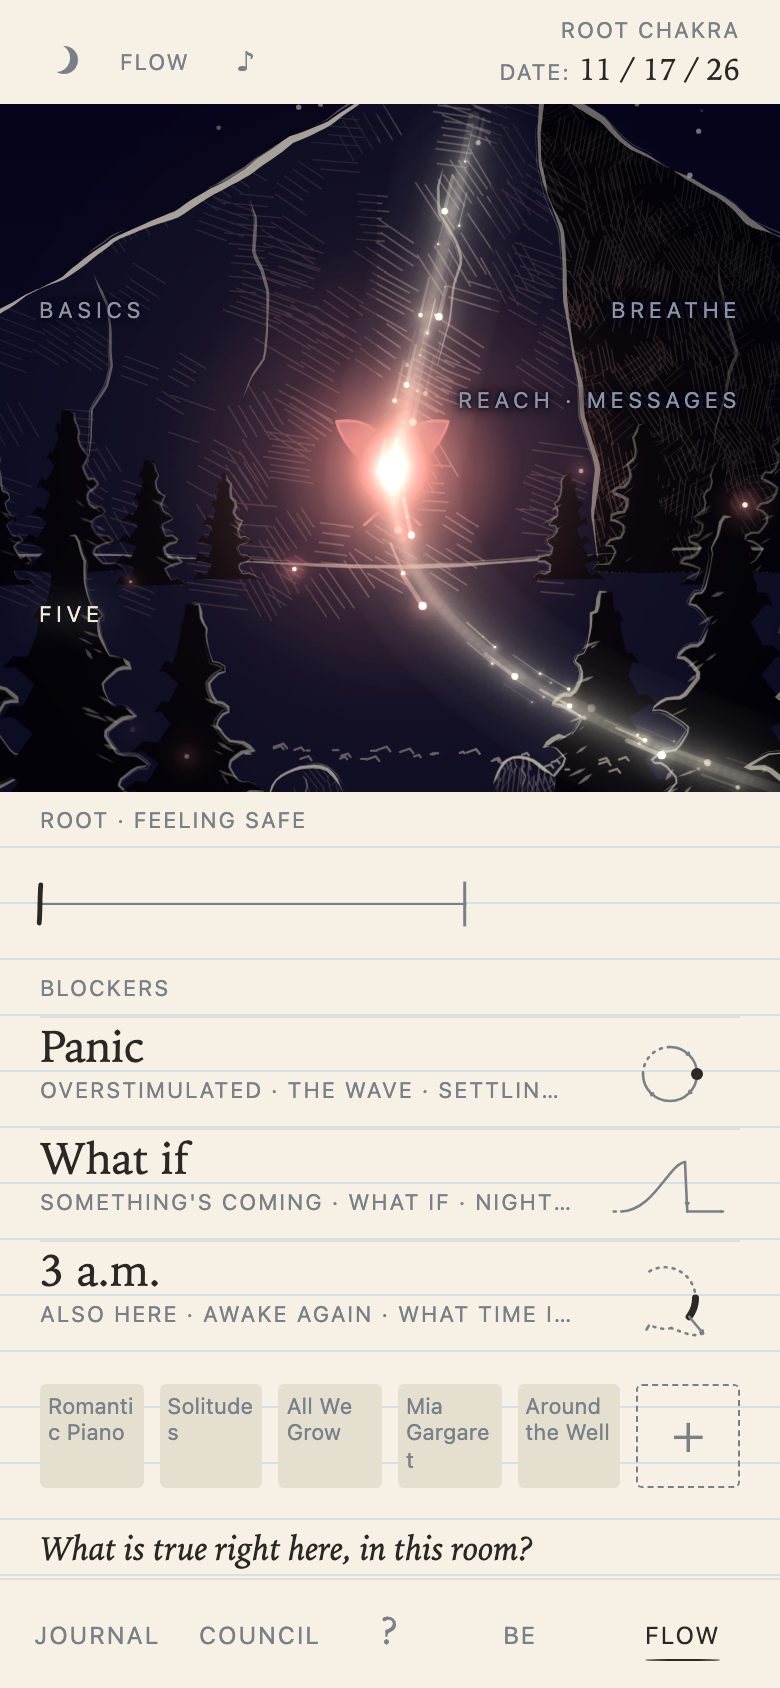 FLOW
ROOT CHAKRA
DATE: 11 / 17 / 26
BASICS
BREATHE
REACH · MESSAGES
FIVE
ROOT · FEELING SAFE
BLOCKERS
Panic
OVERSTIMULATED · THE WAVE · SETTLIN...
What if
SOMETHING'S COMING · WHAT IF · NIGHT...
3 a.m.
ALSO HERE · AWAKE AGAIN · WHAT TIME I...
Romanti
c Piano
Solitude
s
All We
Grow
Mia
Gargare
t
Around
the Well
+
What is true right here, in this room?
JOURNAL
COUNCIL
?
BE
FLOW